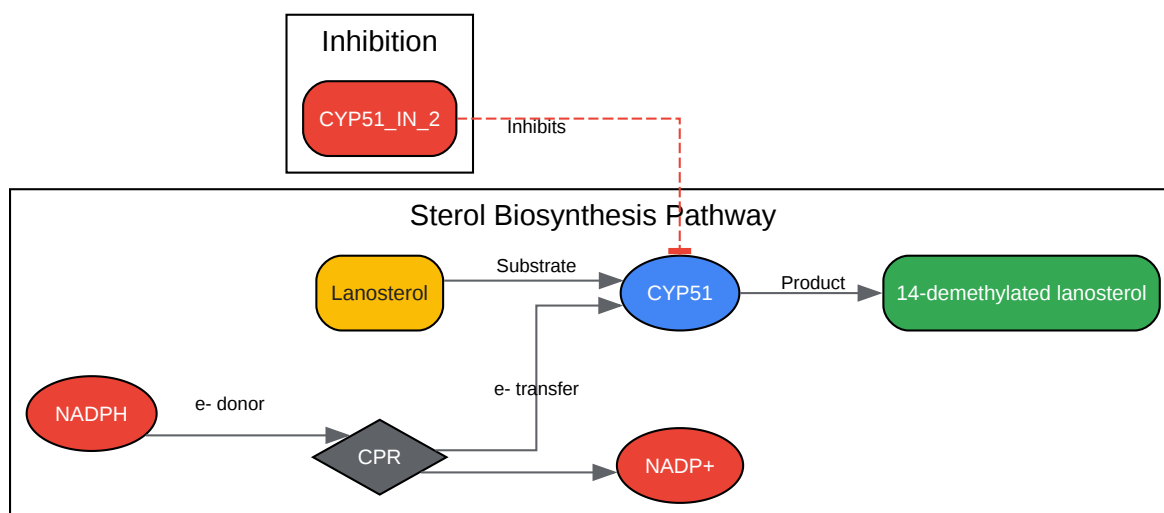 Inhibition
CYP51_IN_2
Inhibits
Sterol Biosynthesis Pathway
Lanosterol
Substrate
CYP51
Product
14-demethylated lanosterol
NADPH
e- donor
e- transfer
CPR
NADP+